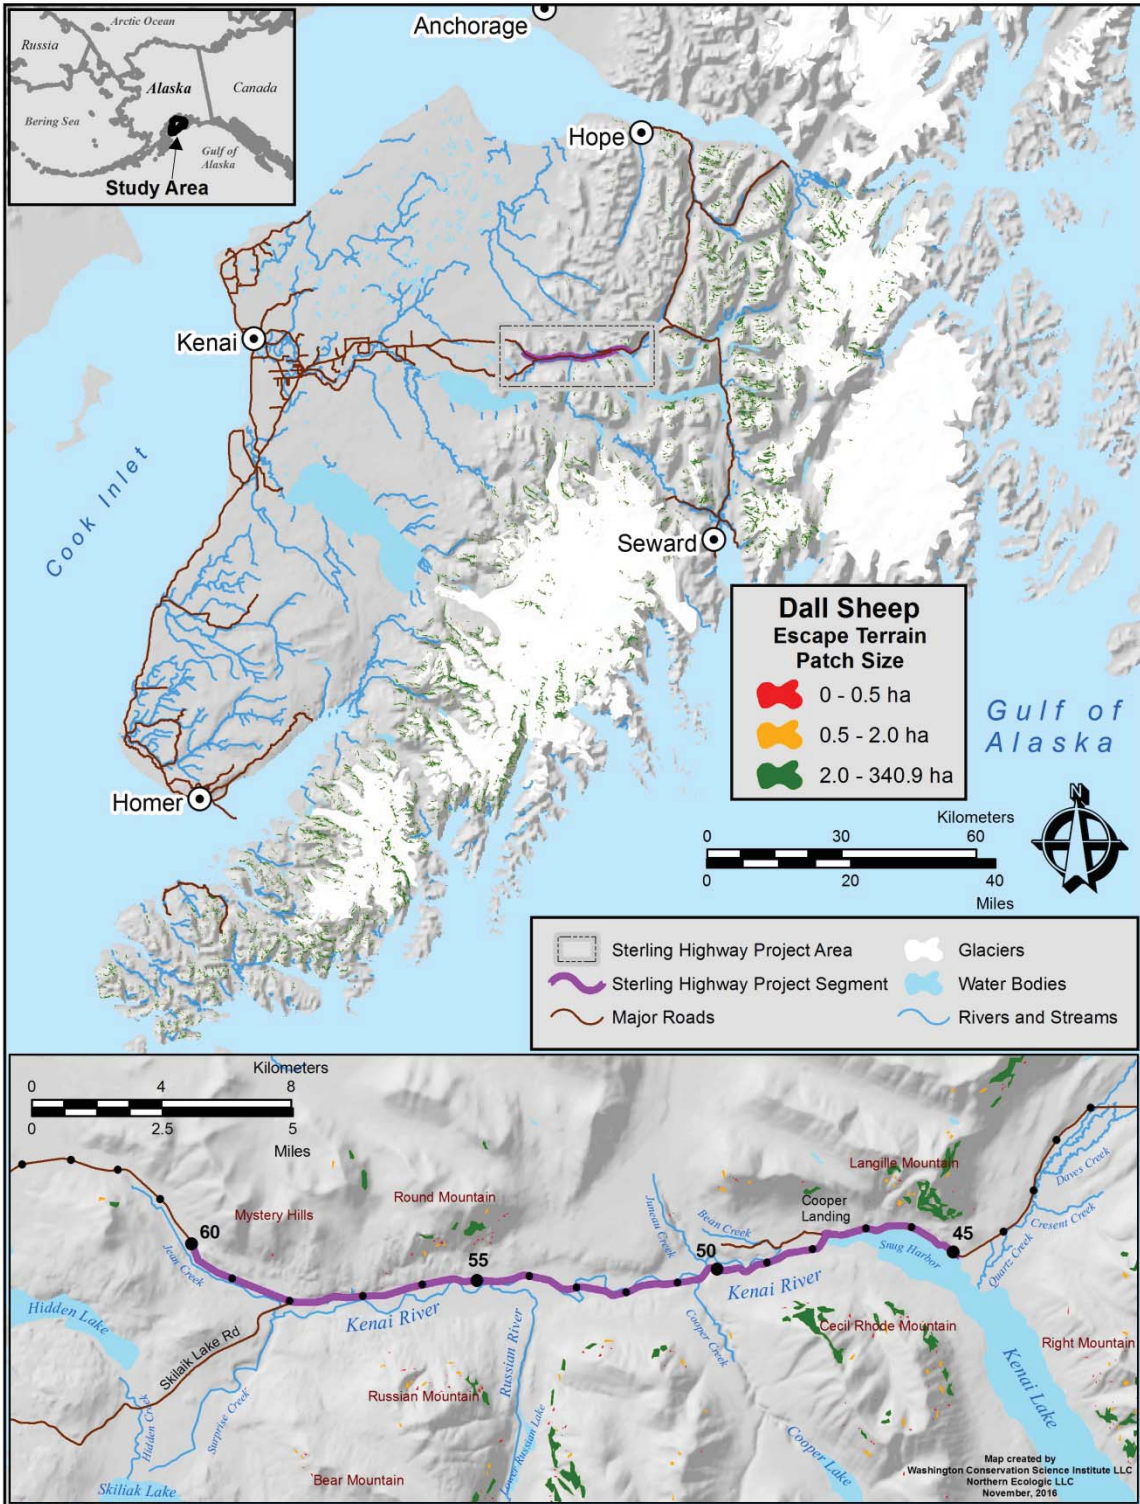 Arctic Ocean
Russia
Alaska
Canada
Bering Sea
Gulf of
Alaska
Study Area
Anchorage
Hope
Kenai
Cook Inlet
Seward
Homer
Dall Sheep
Escape Terrain
Patch Size
0 - 0.5 ha
0.5 - 2.0 ha
2.0 - 340.9 ha
Gulf of
Alaska
N
Kilometers
0 30 60
0 20 40
Miles
Sterling Highway Project Area
Sterling Highway Project Segment
Major Roads
Glaciers
Water Bodies
Rivers and Streams
Kilometers
0 4 8
0 2.5 5
Miles
Langille Mountain
Round Mountain
Mystery Hills
Cooper
Landing
Juneau Creek
Bean Creek
Daves Creek
Cresent Creek
Quartz Creek
Snug Harbor
60
55
50
45
Jean Creek
Kenai River
Kenai River
Hidden Lake
Skilaik Lake Rd
Russian River
Cooper Creek
Cecil Rhode Mountain
Right Mountain
Kenai Lake
Russian Mountain
Hidden Creek
Surprise Creek
Lower Russian Lake
Cooper Lake
Bear Mountain
Skiliak Lake
Map created by
Washington Conservation Science Institute LLC
Northern Ecologic LLC
November, 2016